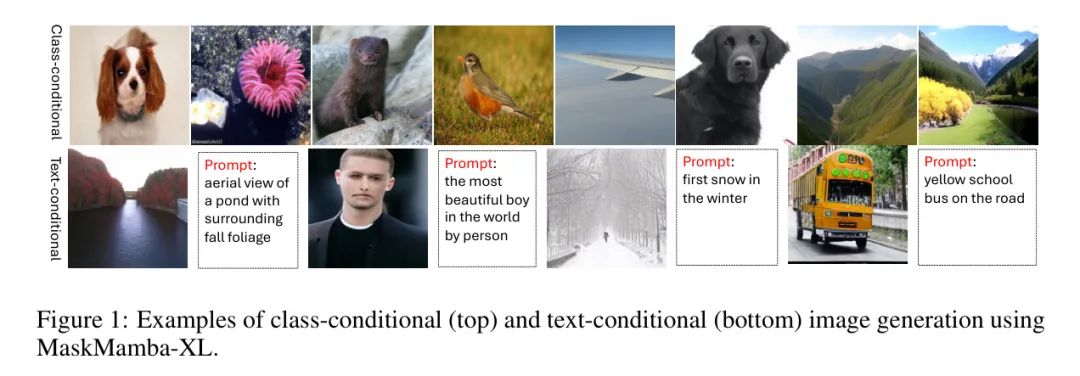 Class-conditional
Text-conditional
Prompt:
aerial view of
a pond with
surrounding
fall foliage
Prompt:
the most
beautiful boy
in the world
by person
Prompt:
first snow in
the winter
Prompt:
yellow school
bus on the road
Figure 1: Examples of class-conditional (top) and text-conditional (bottom) image generation using
MaskMamba-XL.